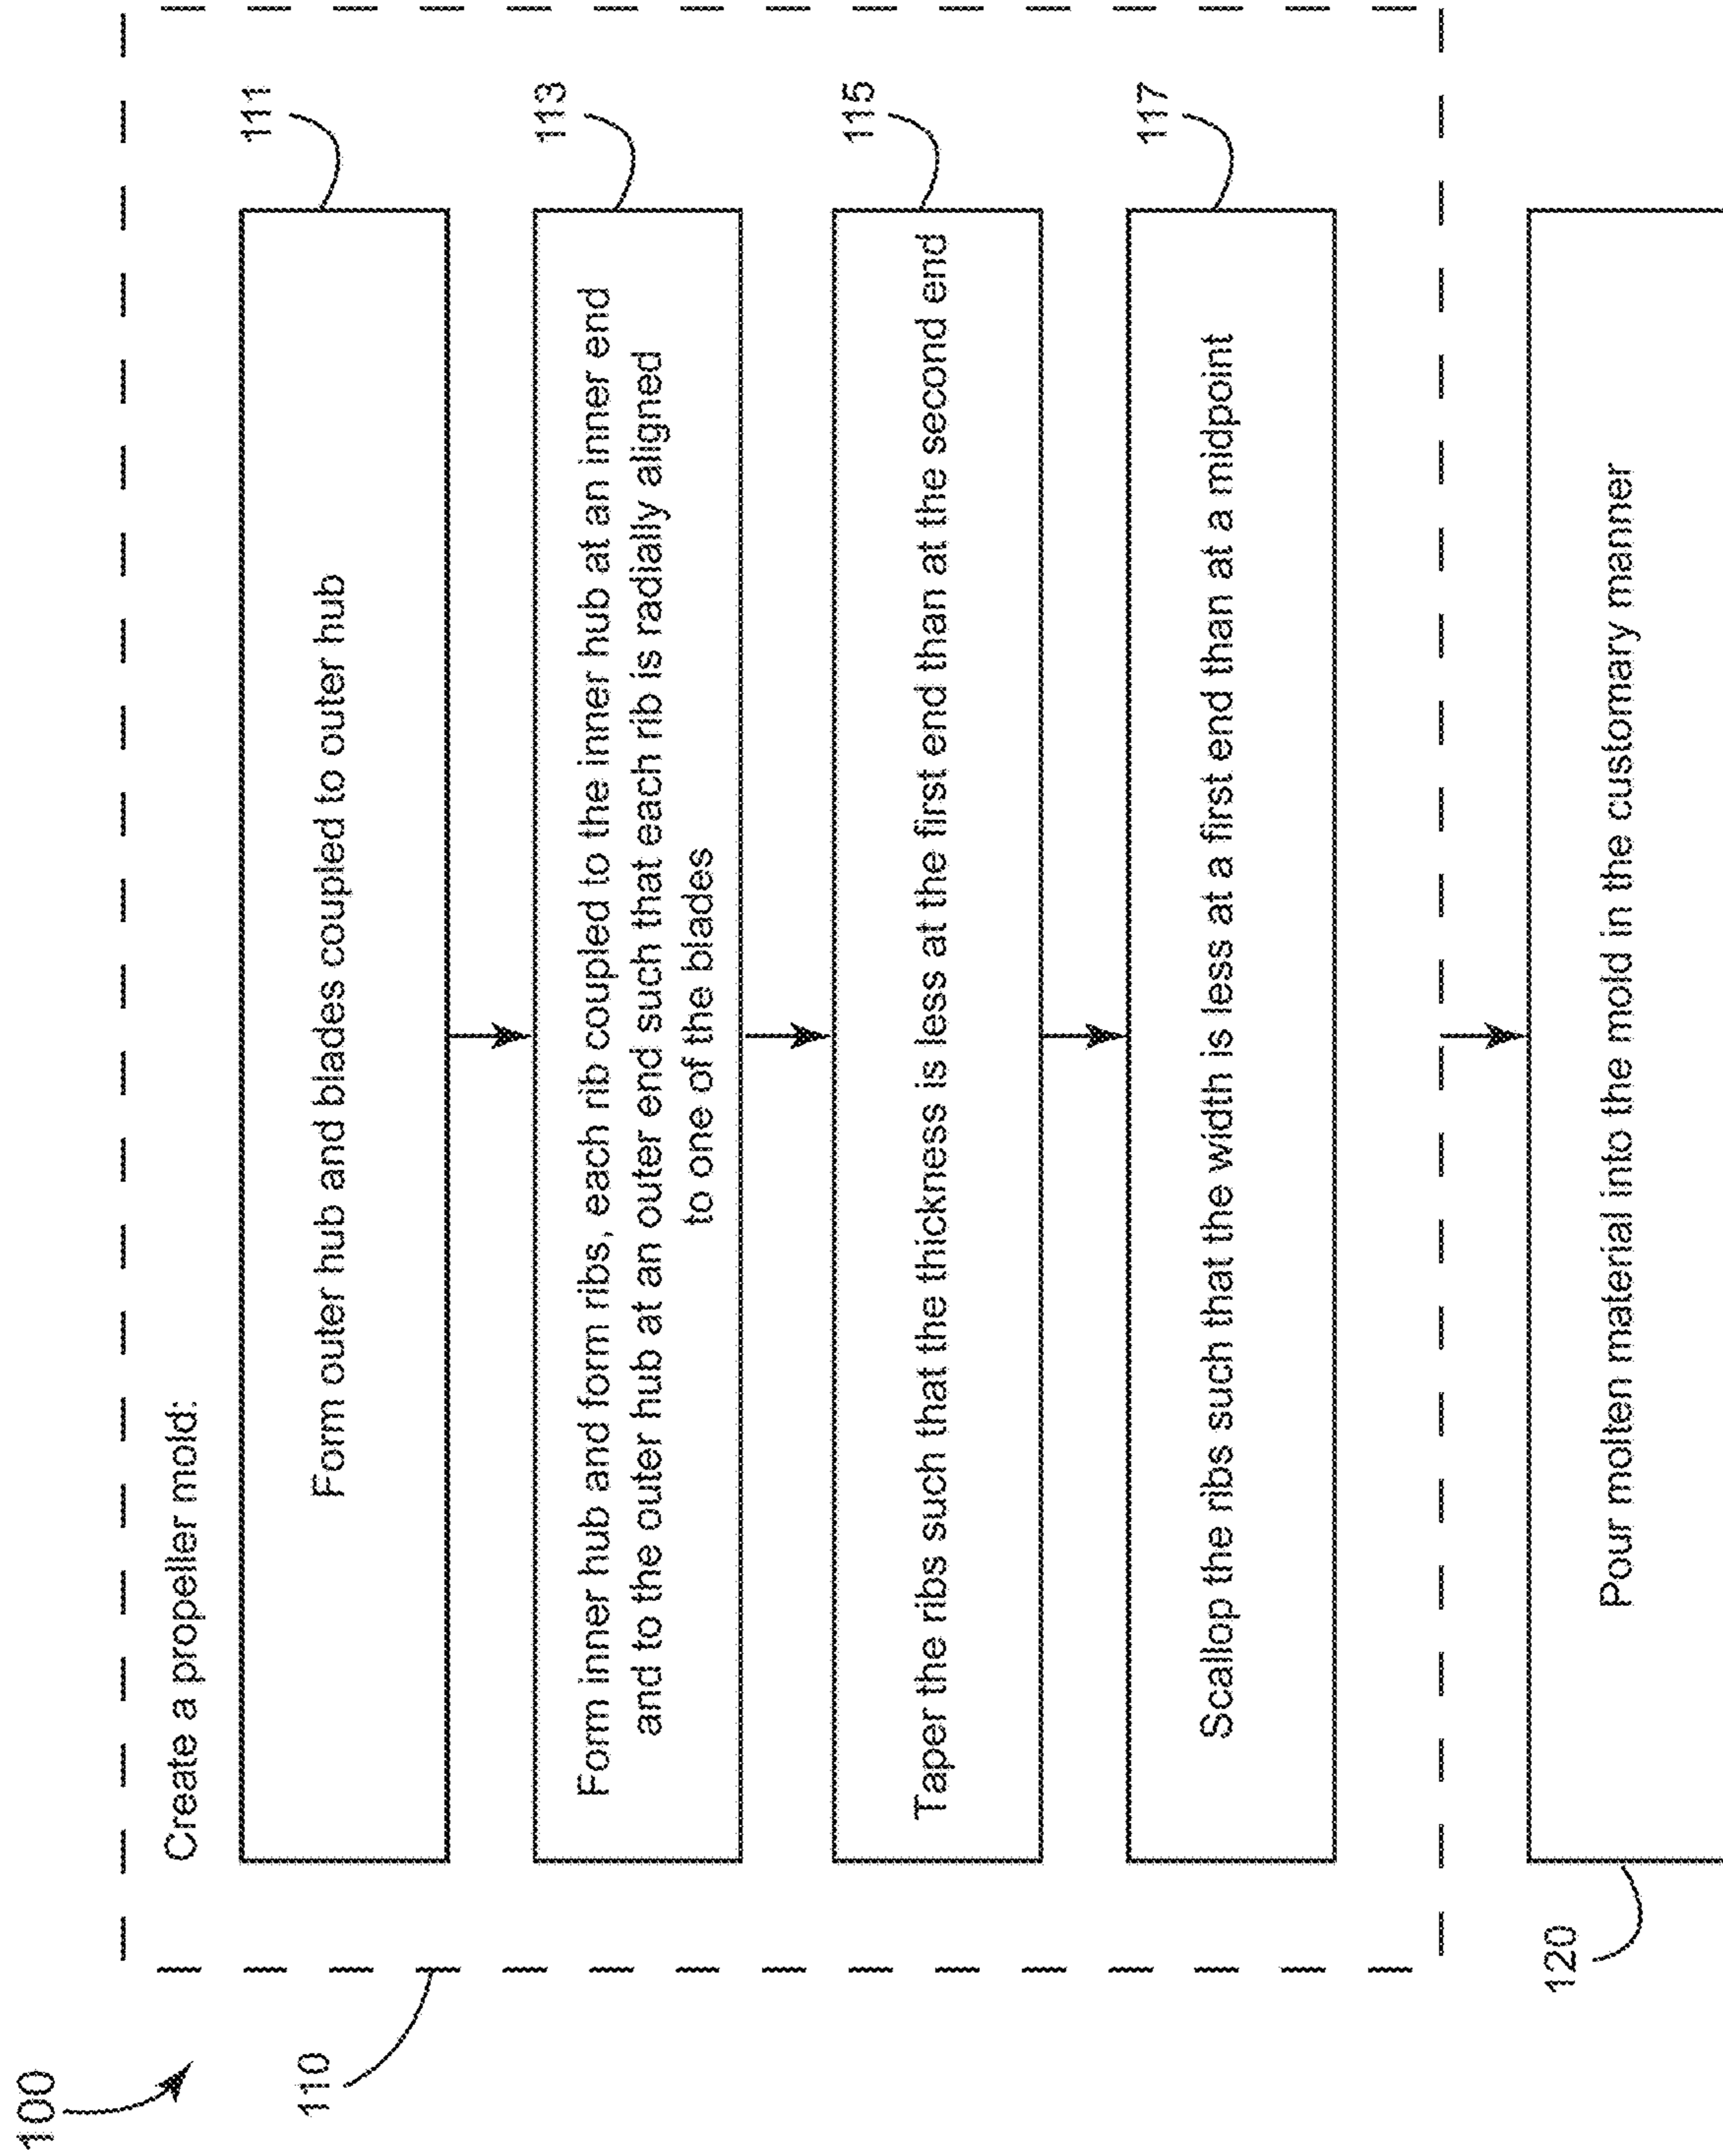 100
110
Create a propeller mold:
111
Form outer hub and blades coupled to outer hub
113
Form inner hub and form ribs, each rib coupled to the inner hub at an inner end
and to the outer hub at an outer end such that each rib is radially aligned
to one of the blades
115
Taper the ribs such that the thickness is less at the first end than at the second end
117
Scallop the ribs such that the width is less at a first end than at a midpoint
120
Pour molten material into the mold in the customary manner